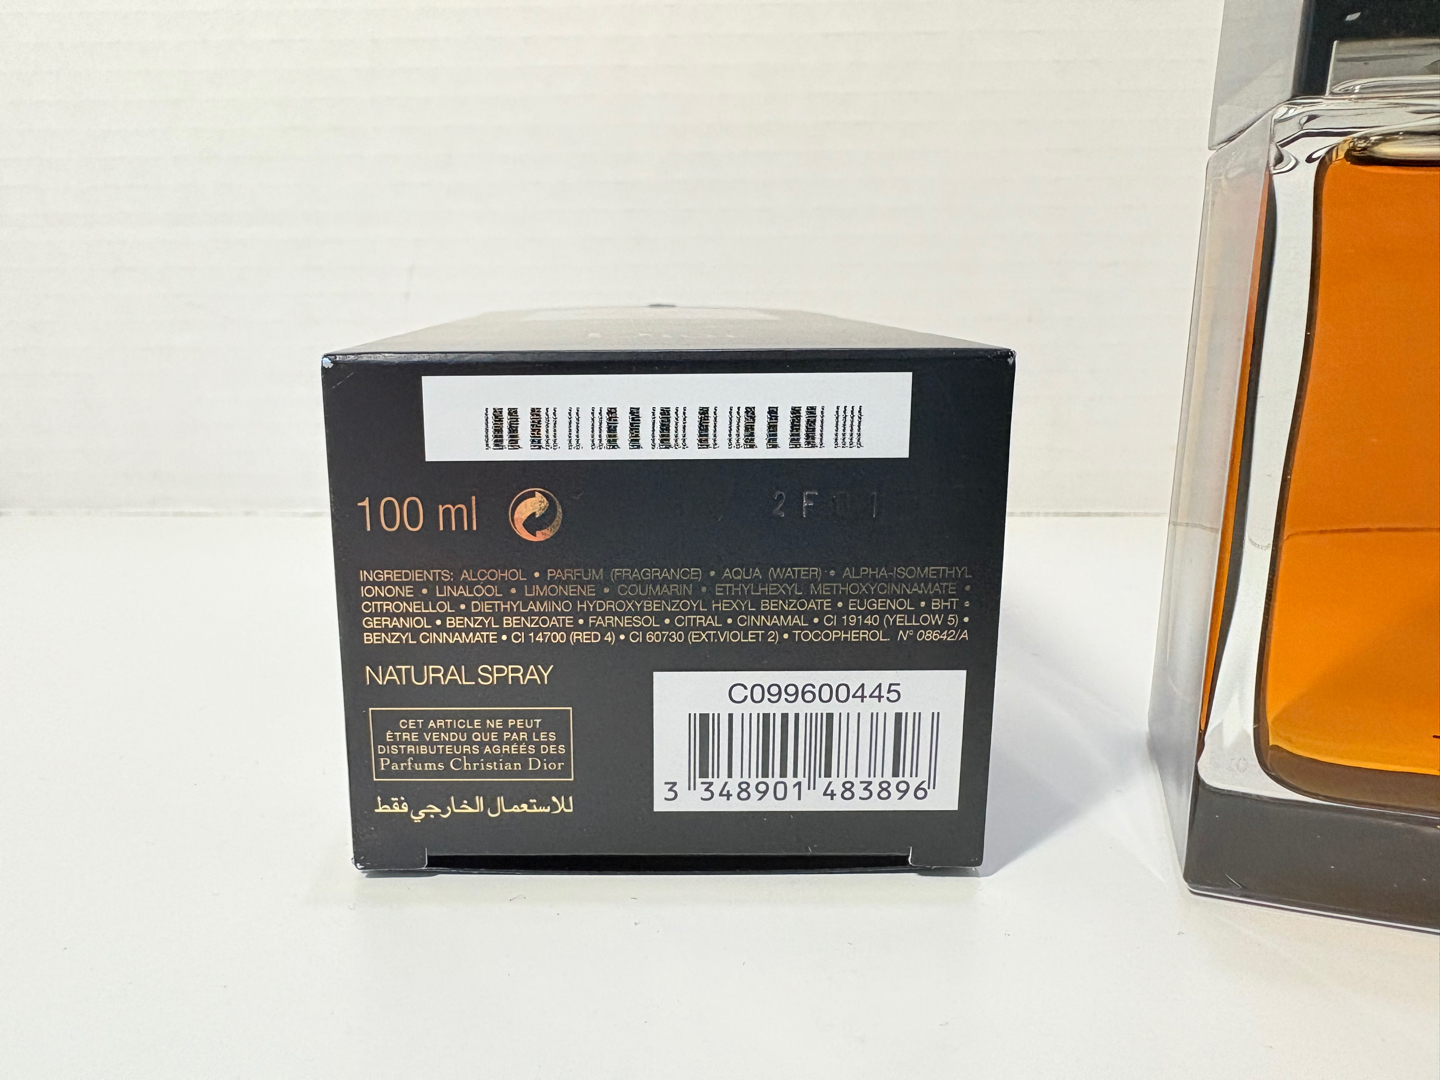 100 ml
2F01
INGREDIENTS: ALCOHOL • PARFUM (FRAGRANCE) • AQUA (WATER) • ALPHA-ISOMETHYL
IONONE • LINALOOL • LIMONENE • COUMARIN • ETHYLHEXYL METHOXYCINNAMATE •
CITRONELLOL • DIETHYLAMINO HYDROXYBENZOYL HEXYL BENZOATE • EUGENOL • BHT •
GERANIOL • BENZYL BENZOATE • FARNESOL • CITRAL • CINNAMAL • CI 19140 (YELLOW 5) •
BENZYL CINNAMATE • CI 14700 (RED 4) • CI 60730 (EXT.VIOLET 2) • TOCOPHEROL. N° 08642/A
NATURAL SPRAY
CET ARTICLE NE PEUT
ÊTRE VENDU QUE PAR LES
DISTRIBUTEURS AGRÉÉS DES
Parfums Christian Dior
للاستعمال الخارجي فقط
C099600445
3 348901 483896